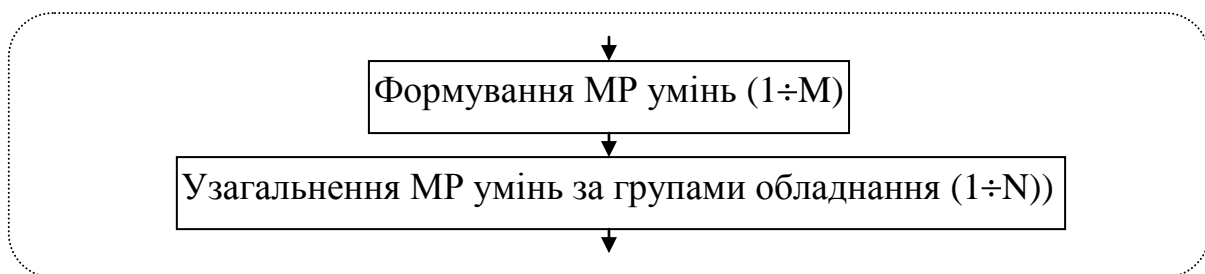 Формування МР умінь (1÷M)
Узагальнення МР умінь за групами обладнання (1÷N))